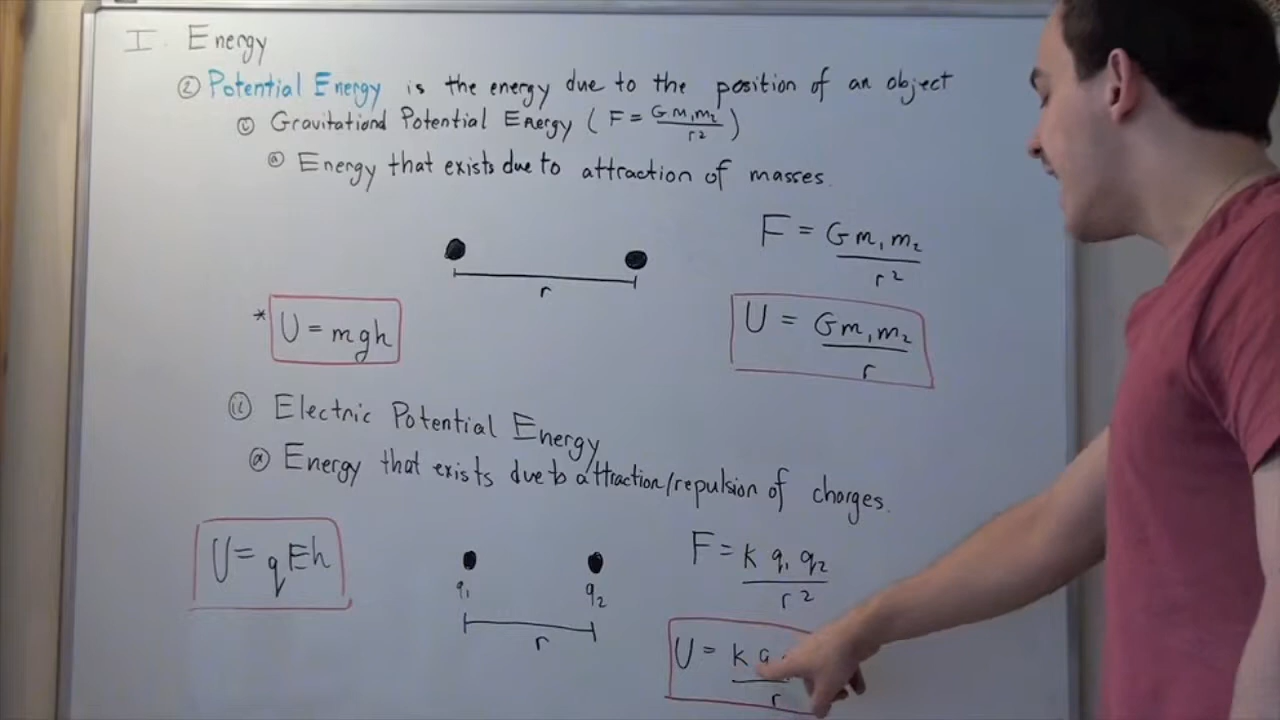 I. Energy
② Potential Energy is the energy due to the position of an object
ⓘ Gravitational Potential Energy (F = Gm₁m₂/r²)
ⓐ Energy that exists due to attraction of masses.
F = Gm₁m₂/r²
r
* U = mgh
U = Gm₁m₂/r
ⓘⓘ Electric Potential Energy
ⓐ Energy that exists due to attraction/repulsion of charges.
U = qEh
F = K q₁ q₂/r²
q₁ q₂
r
U = K q /r